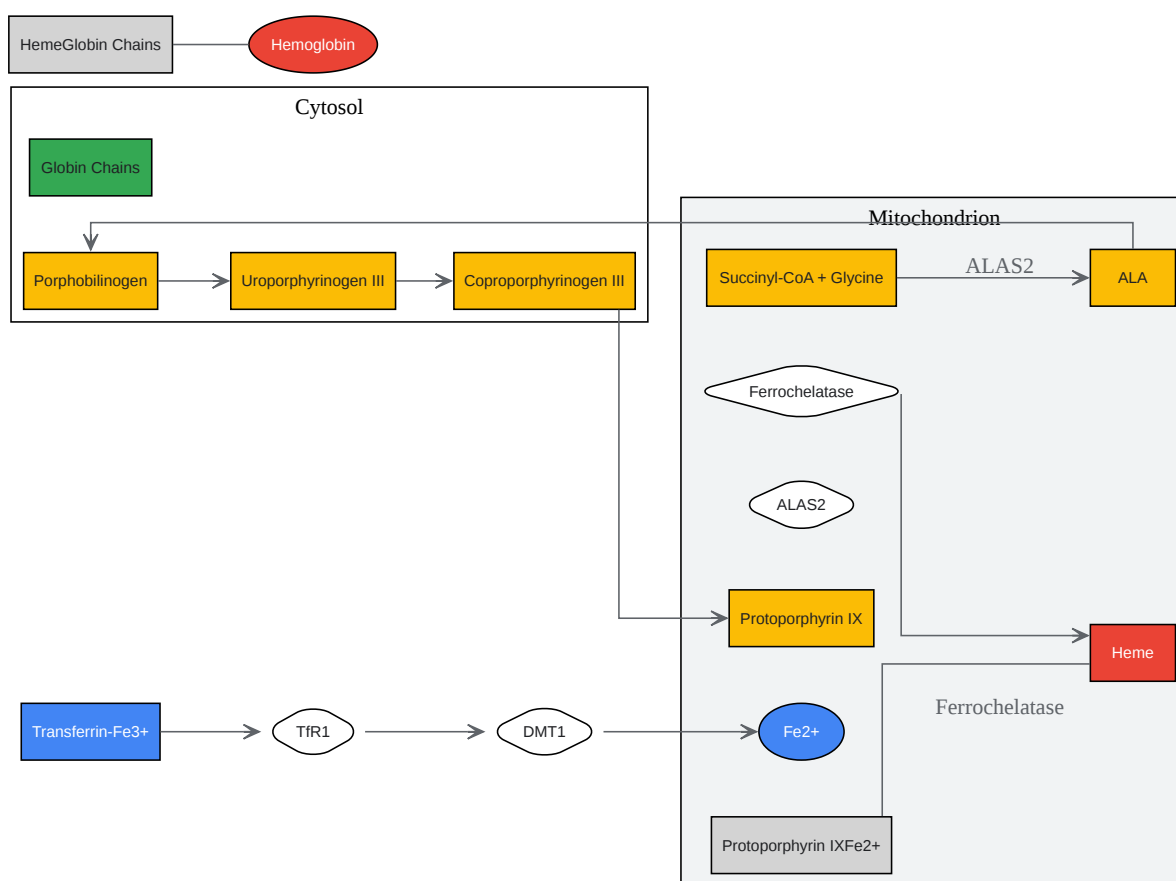 HemeGlobin Chains
Hemoglobin
Cytosol
Globin Chains
Mitochondrion
Porphobilinogen
Uroporphyrinogen III
Coproporphyrinogen III
Succinyl-CoA + Glycine
ALAS2
ALA
Ferrochelatase
ALAS2
Protoporphyrin IX
Heme
Ferrochelatase
Transferrin-Fe3+
TfR1
DMT1
Fe2+
Protoporphyrin IXFe2+